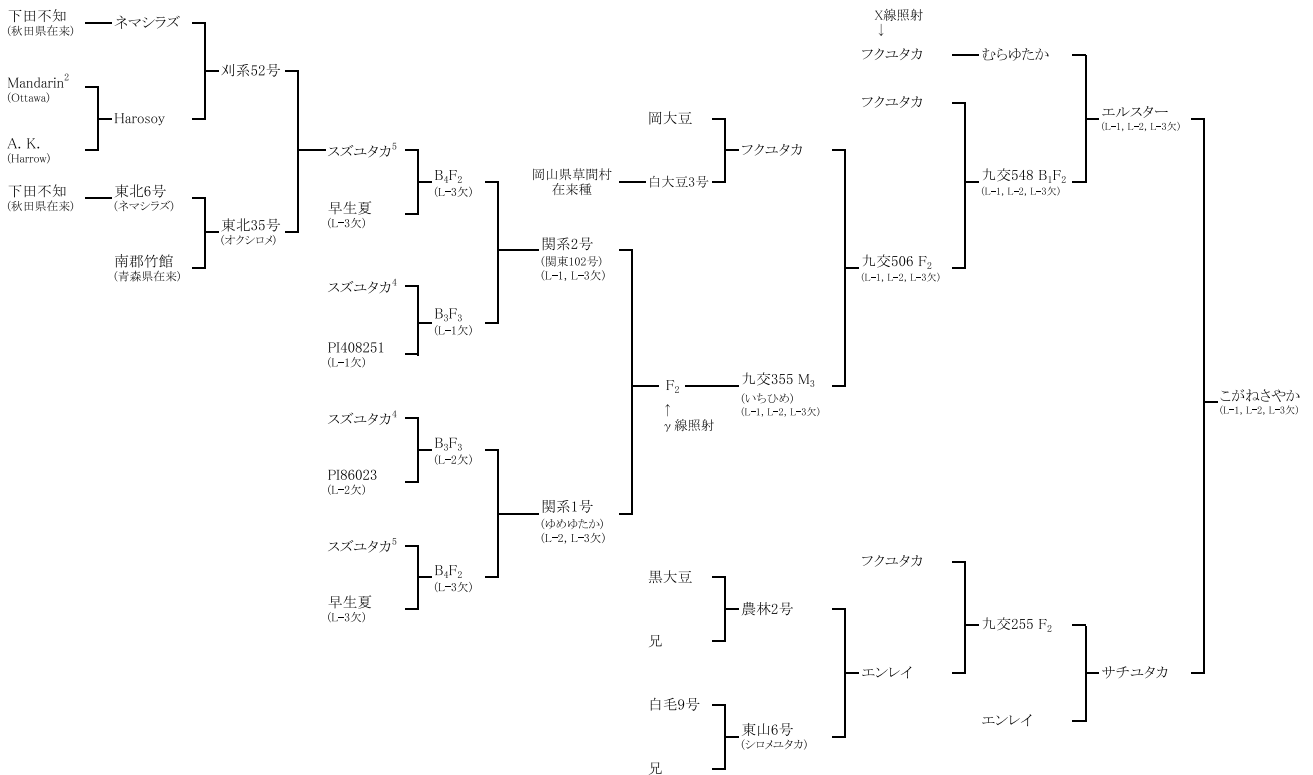 下田不知
(秋田県在来)
ネマシラズ
Mandarin²
(Ottawa)
A. K.
(Harrow)
Harosoy
刈系52号
下田不知
(秋田県在来)
東北6号
(ネマシラズ)
南郡竹館
(青森県在来)
東北35号
(オクシロメ)
スズユタカ⁵
早生夏
(L-3欠)
B₄F₂
(L-3欠)
スズユタカ⁴
PI408251
(L-1欠)
B₃F₃
(L-1欠)
関系2号
(関東102号)
(L-1, L-3欠)
スズユタカ⁴
PI86023
(L-2欠)
B₃F₃
(L-2欠)
スズユタカ⁵
早生夏
(L-3欠)
B₄F₂
(L-3欠)
関系1号
(ゆめゆたか)
(L-2, L-3欠)
F₂
↑
γ線照射
岡大豆
岡山県草間村
在来種
白大豆3号
フクユタカ
九交355 M₃
(いちひめ)
(L-1, L-2, L-3欠)
X線照射
↓
フクユタカ
むらゆたか
フクユタカ
九交506 F₂
(L-1, L-2, L-3欠)
九交548 B₁F₂
(L-1, L-2, L-3欠)
エルスター
(L-1, L-2, L-3欠)
黒大豆
兄
農林2号
白毛9号
兄
東山6号
(シロメユタカ)
フクユタカ
エンレイ
九交255 F₂
エンレイ
サチユタカ
こがねさやか
(L-1, L-2, L-3欠)